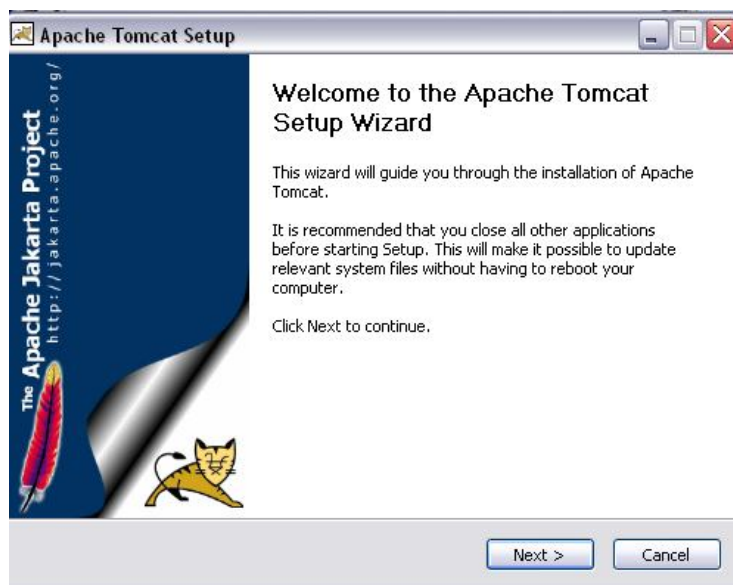 Apache Tomcat Setup
The Apache Jakarta Project
http://jakarta.apache.org/
Welcome to the Apache Tomcat
Setup Wizard
This wizard will guide you through the installation of Apache
Tomcat.
It is recommended that you close all other applications
before starting Setup. This will make it possible to update
relevant system files without having to reboot your
computer.
Click Next to continue.
Next >
Cancel